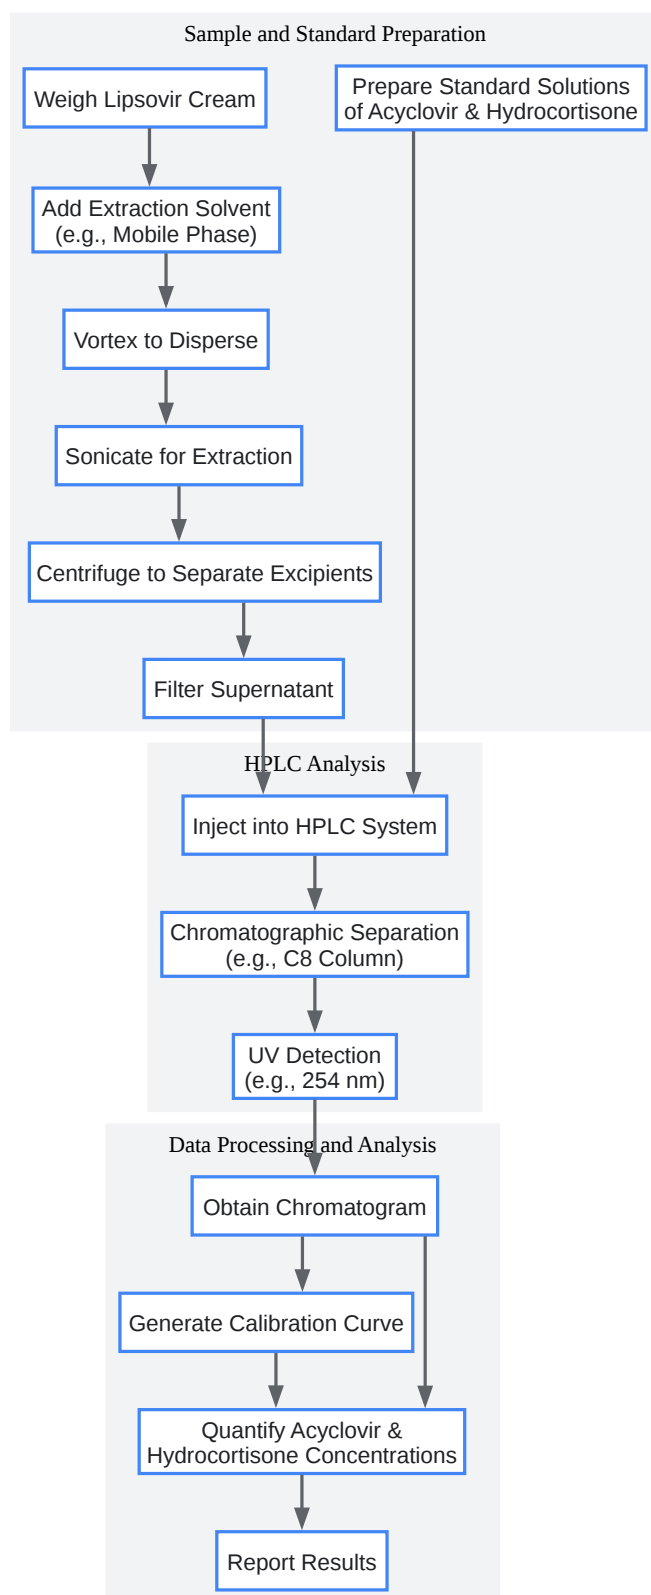 Sample and Standard Preparation
Weigh Lipsovir Cream
Prepare Standard Solutions
of Acyclovir & Hydrocortisone
Add Extraction Solvent
(e.g., Mobile Phase)
Vortex to Disperse
Sonicate for Extraction
Centrifuge to Separate Excipients
Filter Supernatant
HPLC Analysis
Inject into HPLC System
Chromatographic Separation
(e.g., C8 Column)
UV Detection
(e.g., 254 nm)
Data Processing and Analysis
Obtain Chromatogram
Generate Calibration Curve
Quantify Acyclovir &
Hydrocortisone Concentrations
Report Results